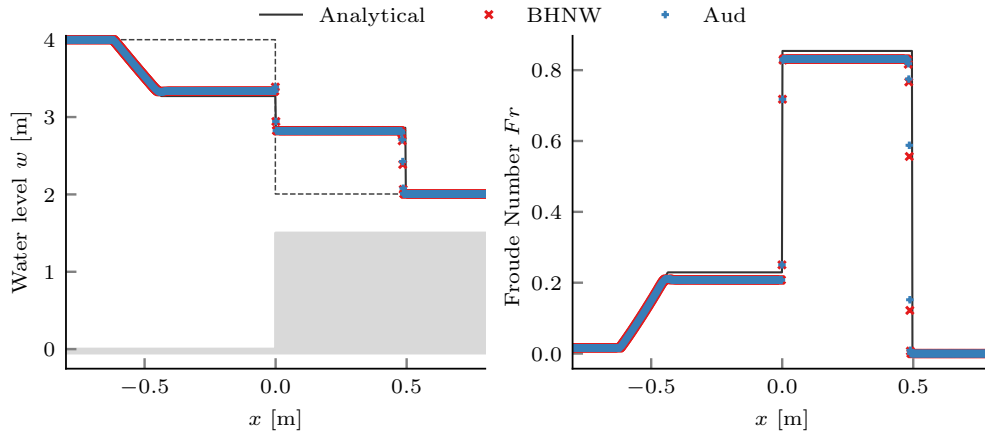 Analytical BHNW Aud
Water level w [m]
4
3
2
1
0
−0.5 0.0 0.5
x [m]
Froude Number Fr
0.8
0.6
0.4
0.2
0.0
−0.5 0.0 0.5
x [m]